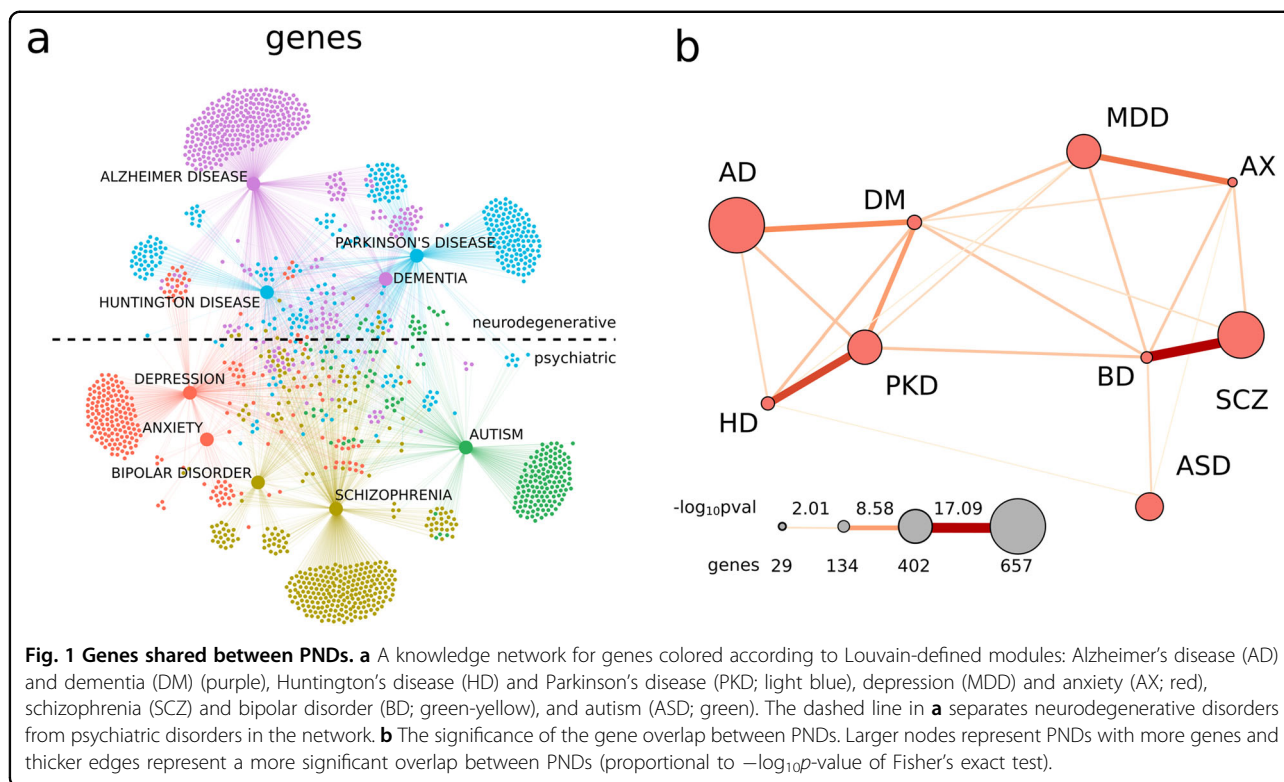 a
genes
ALZHEIMER DISEASE
PARKINSON'S DISEASE
DEMENTIA
HUNTINGTON DISEASE
neurodegenerative
psychiatric
DEPRESSION
ANXIETY
AUTISM
BIPOLAR DISORDER
SCHIZOPHRENIA
b
MDD
AD
AX
DM
PKD
BD
HD
SCZ
ASD
-log10pval 2.01 8.58 17.09
genes 29 134 402 657
Fig. 1 Genes shared between PNDs. a A knowledge network for genes colored according to Louvain-defined modules: Alzheimer's disease (AD)
and dementia (DM) (purple), Huntington's disease (HD) and Parkinson's disease (PKD; light blue), depression (MDD) and anxiety (AX; red),
schizophrenia (SCZ) and bipolar disorder (BD; green-yellow), and autism (ASD; green). The dashed line in a separates neurodegenerative disorders
from psychiatric disorders in the network. b The significance of the gene overlap between PNDs. Larger nodes represent PNDs with more genes and
thicker edges represent a more significant overlap between PNDs (proportional to −log10p-value of Fisher's exact test).